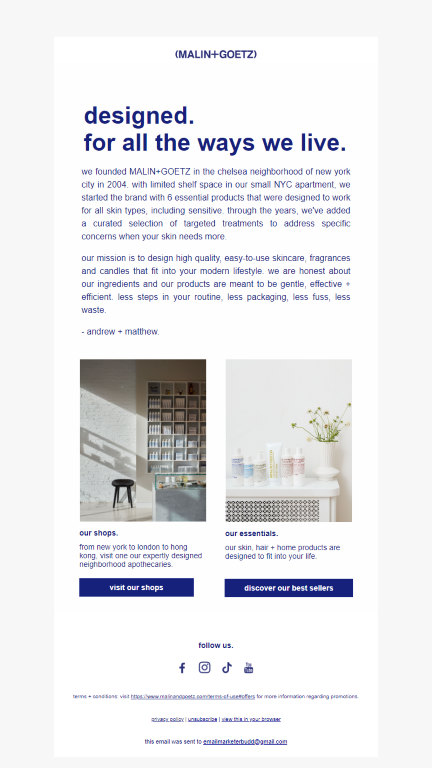 (MALIN+GOETZ)
designed.
for all the ways we live.
we founded MALIN+GOETZ in the chelsea neighborhood of new york
city in 2004. with limited shelf space in our small NYC apartment, we
started the brand with 6 essential products that were designed to work
for all skin types, including sensitive. through the years, we've added
a curated selection of targeted treatments to address specific
concerns when your skin needs more.
our mission is to design high quality, easy-to-use skincare, fragrances
and candles that fit into your modern lifestyle. we are honest about
our ingredients and our products are meant to be gentle, effective +
efficient. less steps in your routine, less packaging, less fuss, less
waste.
- andrew + matthew.
our shops.
from new york to london to hong
kong, visit one our expertly designed
neighborhood apothecaries.
visit our shops
our essentials.
our skin, hair + home products are
designed to fit into your life.
discover our best sellers
follow us.
You
Tube
terms + conditions: visit https://www.malinandgoetz.com/terms-of-use#offers for more information regarding promotions.
privacy policy | unsubscribe | view this in your browser
this email was sent to emailmarketerbudd@gmail.com